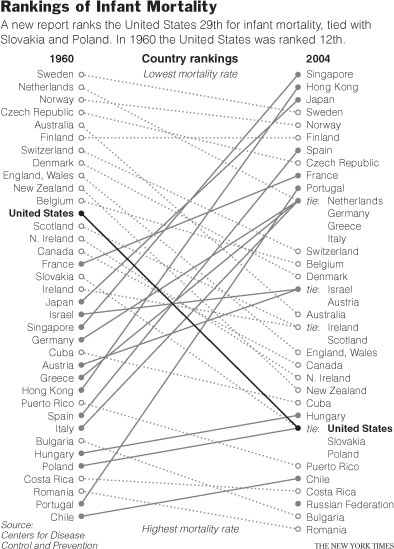 Rankings of Infant Mortality
A new report ranks the United States 29th for infant mortality, tied with
Slovakia and Poland. In 1960 the United States was ranked 12th.
1960
Country rankings
2004
Lowest mortality rate
Sweden
Netherlands
Norway
Czech Republic
Australia
Finland
Switzerland
Denmark
England, Wales
New Zealand
Belgium
United States
Scotland
N. Ireland
Canada
France
Slovakia
Ireland
Japan
Israel
Singapore
Germany
Cuba
Austria
Greece
Hong Kong
Puerto Rico
Spain
Italy
Bulgaria
Hungary
Poland
Costa Rica
Romania
Portugal
Chile
Singapore
Hong Kong
Japan
Sweden
Norway
Finland
Spain
Czech Republic
France
Portugal
tie: Netherlands
Germany
Greece
Italy
Switzerland
Belgium
Denmark
tie: Israel
Austria
Australia
tie: Ireland
Scotland
England, Wales
Canada
N. Ireland
New Zealand
Cuba
Hungary
tie: United States
Slovakia
Poland
Puerto Rico
Chile
Costa Rica
Russian Federation
Bulgaria
Romania
Highest mortality rate
Source:
Centers for Disease
Control and Prevention
THE NEW YORK TIMES